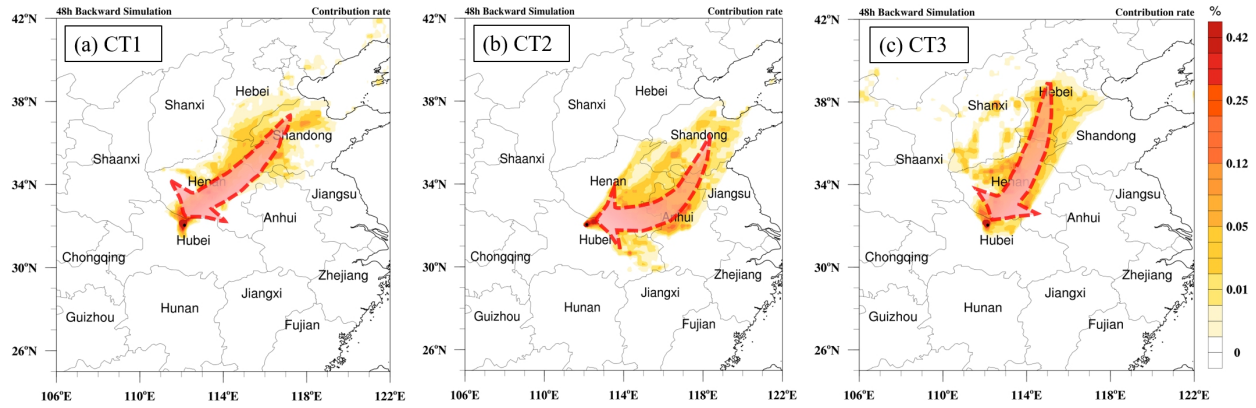 48h Backward Simulation Contribution rate
(a) CT1
42°N
38°N
34°N
30°N
26°N
106°E 110°E 114°E 118°E 122°E
Hebei
Shanxi
Shandong
Shaanxi
Henan
Jiangsu
Anhui
Hubei
Chongqing
Zhejiang
Hunan
Jiangxi
Guizhou
Fujian
48h Backward Simulation Contribution rate
(b) CT2
42°N
38°N
34°N
30°N
26°N
106°E 110°E 114°E 118°E 122°E
Hebei
Shanxi
Shandong
Shaanxi
Henan
Jiangsu
Anhui
Hubei
Chongqing
Zhejiang
Jiangxi
Hunan
Guizhou
Fujian
48h Backward Simulation Contribution rate
(c) CT3
42°N
38°N
34°N
30°N
26°N
106°E 110°E 114°E 118°E 122°E
Hebei
Shanxi
Shandong
Shaanxi
Henan
Jiangsu
Anhui
Hubei
Chongqing
Zhejiang
Jiangxi
Hunan
Guizhou
Fujian
%
0.42
0.25
0.12
0.05
0.01
0